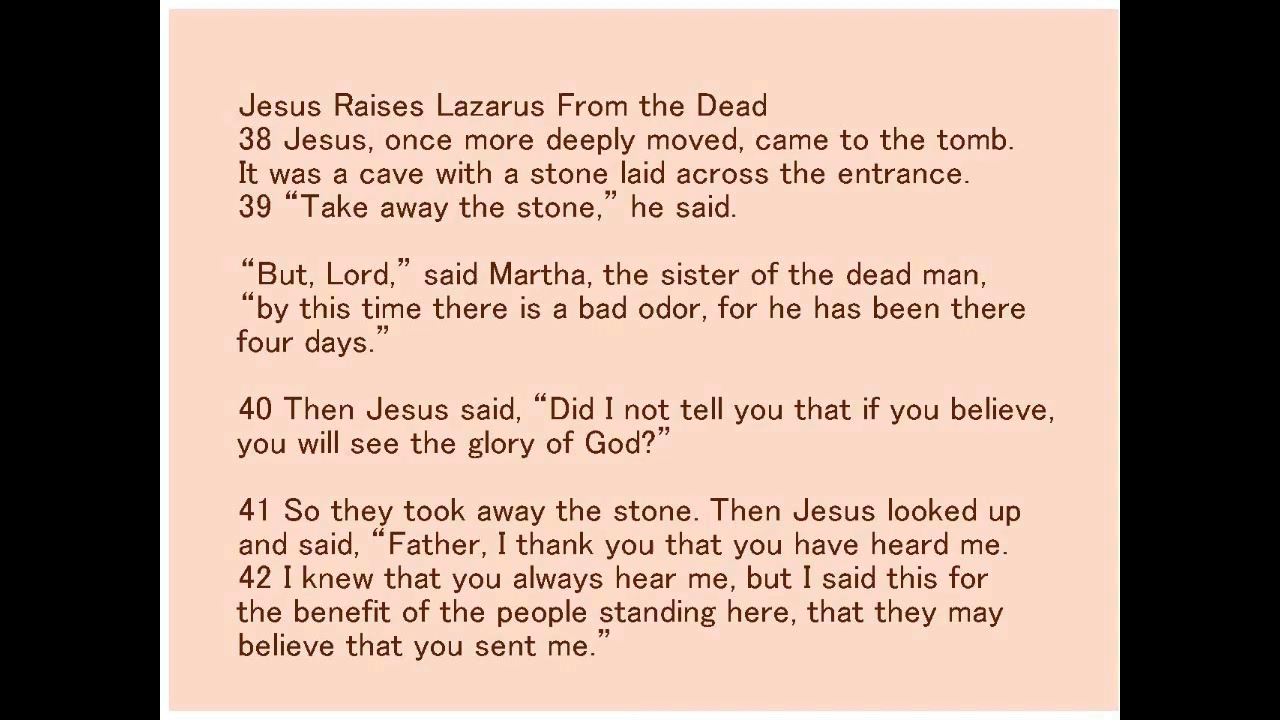 Jesus Raises Lazarus From the Dead
38 Jesus, once more deeply moved, came to the tomb.
It was a cave with a stone laid across the entrance.
39 “Take away the stone,” he said.
“But, Lord,” said Martha, the sister of the dead man,
“by this time there is a bad odor, for he has been there
four days.”
40 Then Jesus said, “Did I not tell you that if you believe,
you will see the glory of God?”
41 So they took away the stone. Then Jesus looked up
and said, “Father, I thank you that you have heard me.
42 I knew that you always hear me, but I said this for
the benefit of the people standing here, that they may
believe that you sent me.”